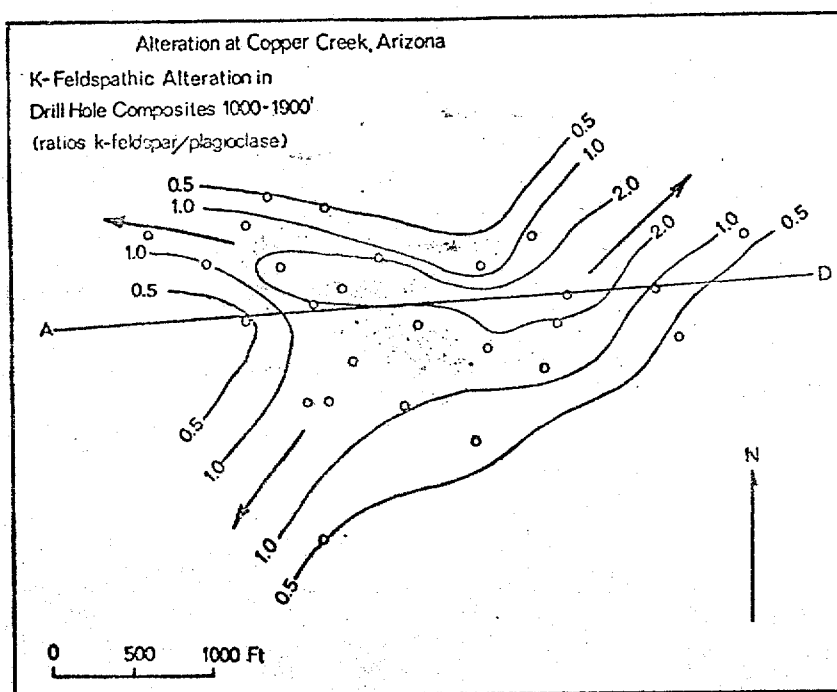 Alteration at Copper Creek, Arizona
K-Feldspathic Alteration in
Drill Hole Composites 1000-1900'
(ratios k-feldspar/plagioclase)
0.5
1.0
2.0
0.5
1.0
2.0
1.0
0.5
1.0
0.5
A
D
0.5
1.0
1.0
0.5
N
0 500 1000 Ft